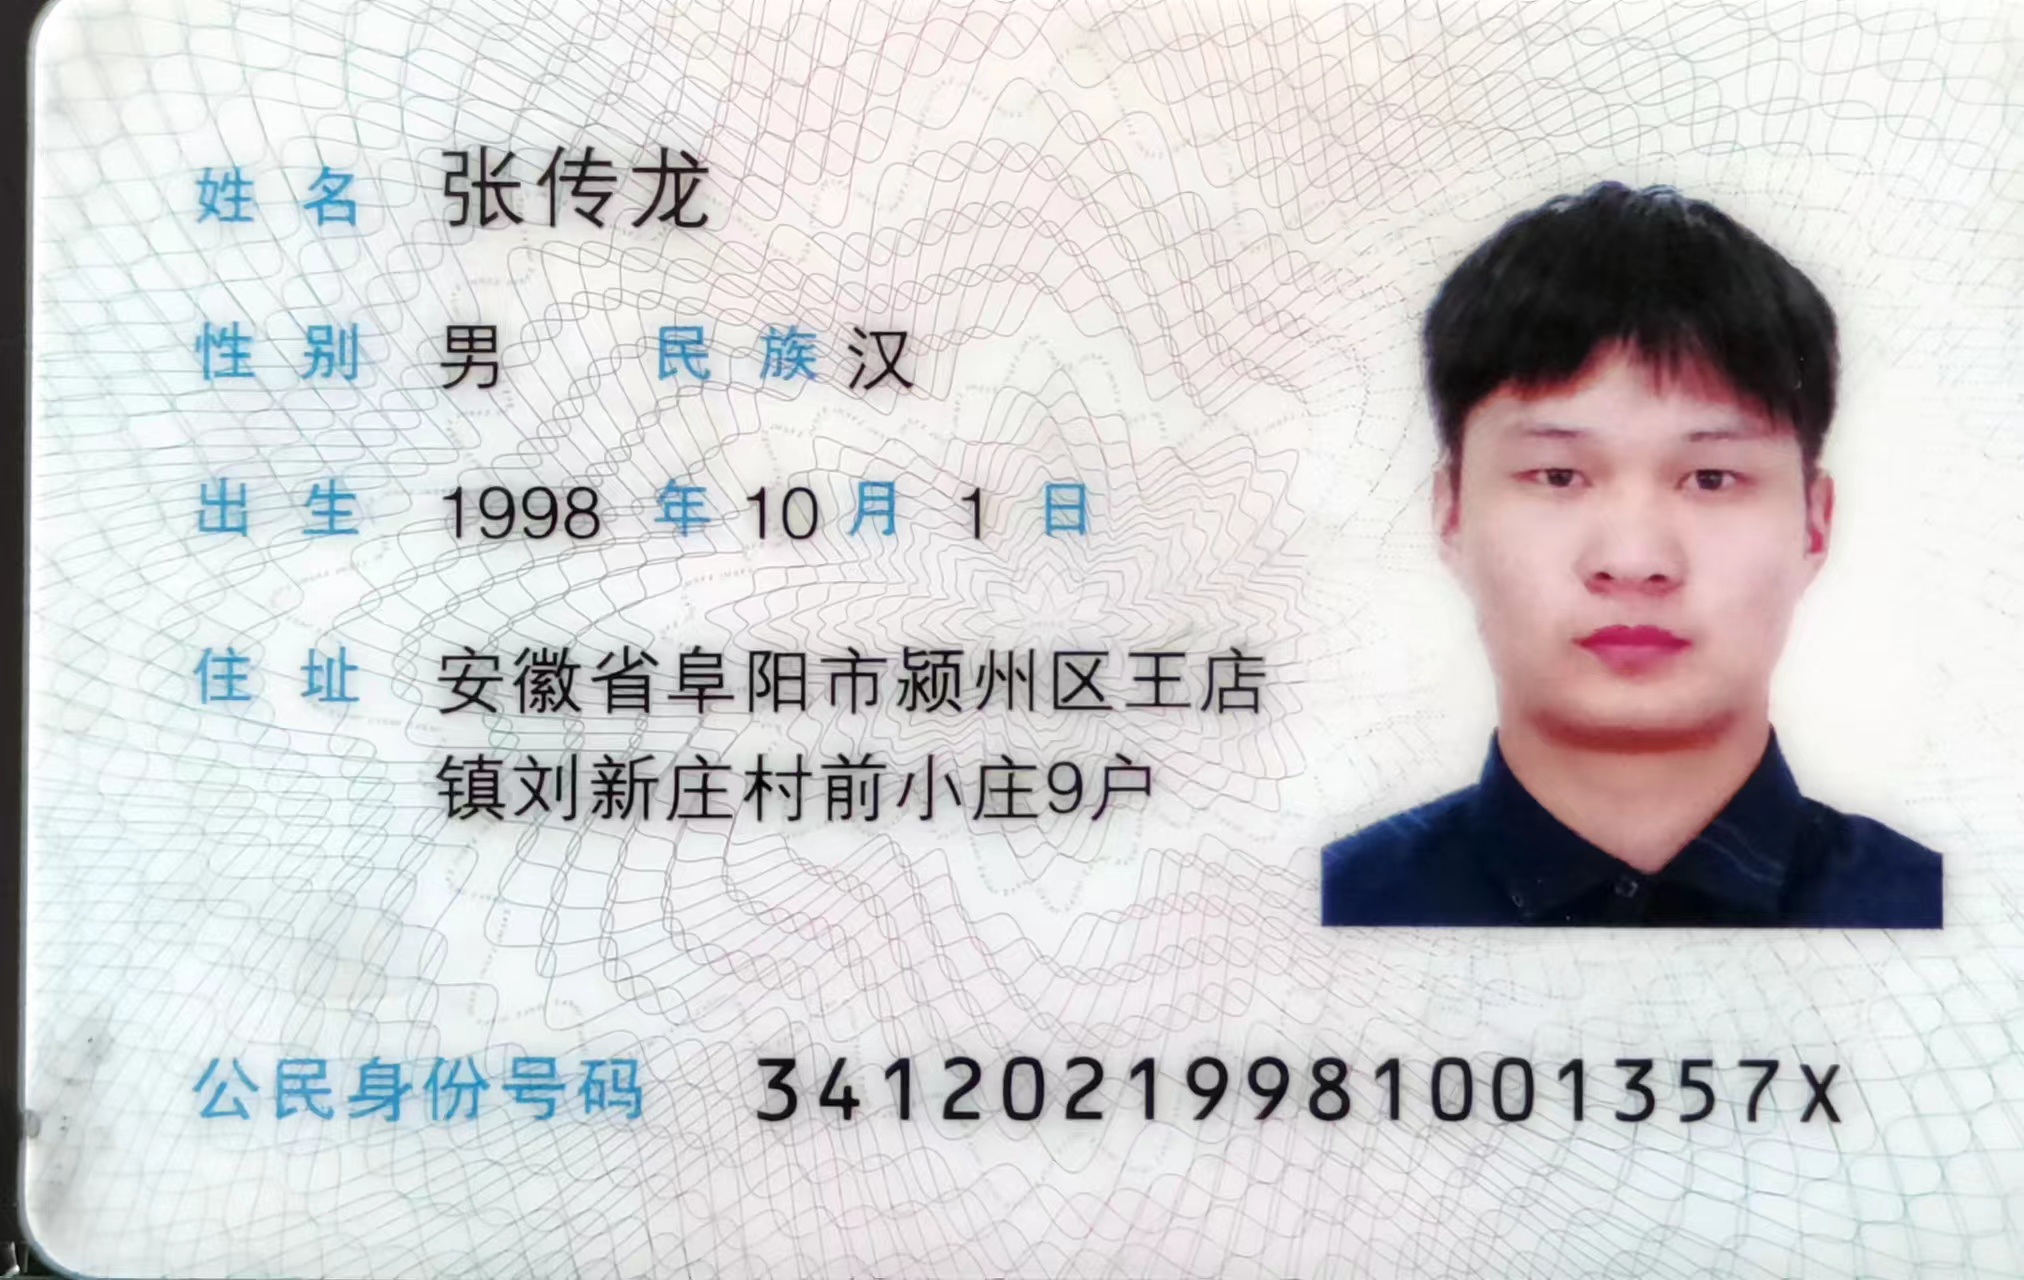 姓名 张传龙
性别 男 民族 汉
出生 1998 年 10 月 1 日
住址 安徽省阜阳市颍州区王店
镇刘新庄村前小庄9户
公民身份号码 34120219981001357X